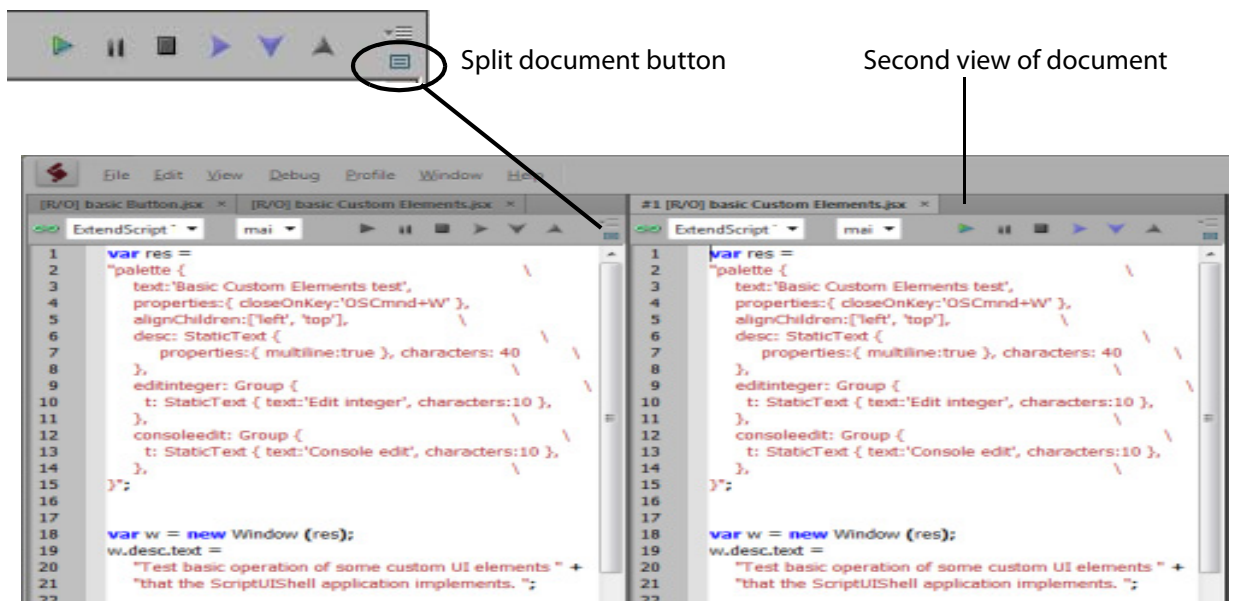 Split document button
Second view of document
File Edit View Debug Profile Window Help
[R/O] basic Button.jsx × [R/O] basic Custom Elements.jsx ×
ExtendScript mai
1 var res =
2 "palette { \
3 text:'Basic Custom Elements test',
4 properties:{ closeOnKey:'OSCmnd+W' },
5 alignChildren:['left', 'top'], \
6 desc: StaticText { \
7 properties:{ multiline:true }, characters: 40 \
8 }, \
9 editinteger: Group { \
10 t: StaticText { text:'Edit integer', characters:10 },
11 }, \
12 consoleedit: Group { \
13 t: StaticText { text:'Console edit', characters:10 },
14 }, \
15 }";
16
17
18 var w = new Window (res);
19 w.desc.text =
20 "Test basic operation of some custom UI elements " +
21 "that the ScriptUIShell application implements. ";
22
#1 [R/O] basic Custom Elements.jsx ×
ExtendScript mai
1 var res =
2 "palette { \
3 text:'Basic Custom Elements test',
4 properties:{ closeOnKey:'OSCmnd+W' },
5 alignChildren:['left', 'top'], \
6 desc: StaticText { \
7 properties:{ multiline:true }, characters: 40 \
8 }, \
9 editinteger: Group { \
10 t: StaticText { text:'Edit integer', characters:10 },
11 }, \
12 consoleedit: Group { \
13 t: StaticText { text:'Console edit', characters:10 },
14 }, \
15 }";
16
17
18 var w = new Window (res);
19 w.desc.text =
20 "Test basic operation of some custom UI elements " +
21 "that the ScriptUIShell application implements. ";
22